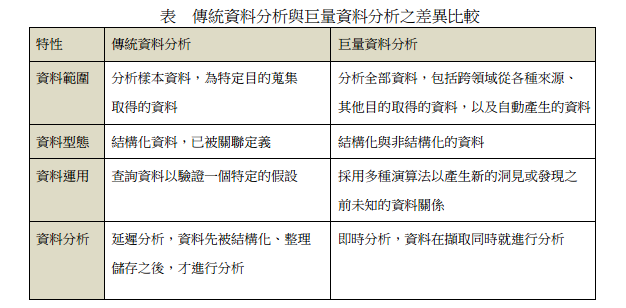 表 傳統資料分析與巨量資料分析之差異比較
特性 傳統資料分析 巨量資料分析
資料範圍 分析樣本資料，為特定目的蒐集 分析全部資料，包括跨領域從各種來源、
取得的資料 其他目的取得的資料，以及自動產生的資料
資料型態 結構化資料，已被關聯定義 結構化與非結構化的資料
資料運用 查詢資料以驗證一個特定的假設 採用多種演算法以產生新的洞見或發現之
前未知的資料關係
資料分析 延遲分析，資料先被結構化、整理 即時分析，資料在擷取同時就進行分析
儲存之後，才進行分析